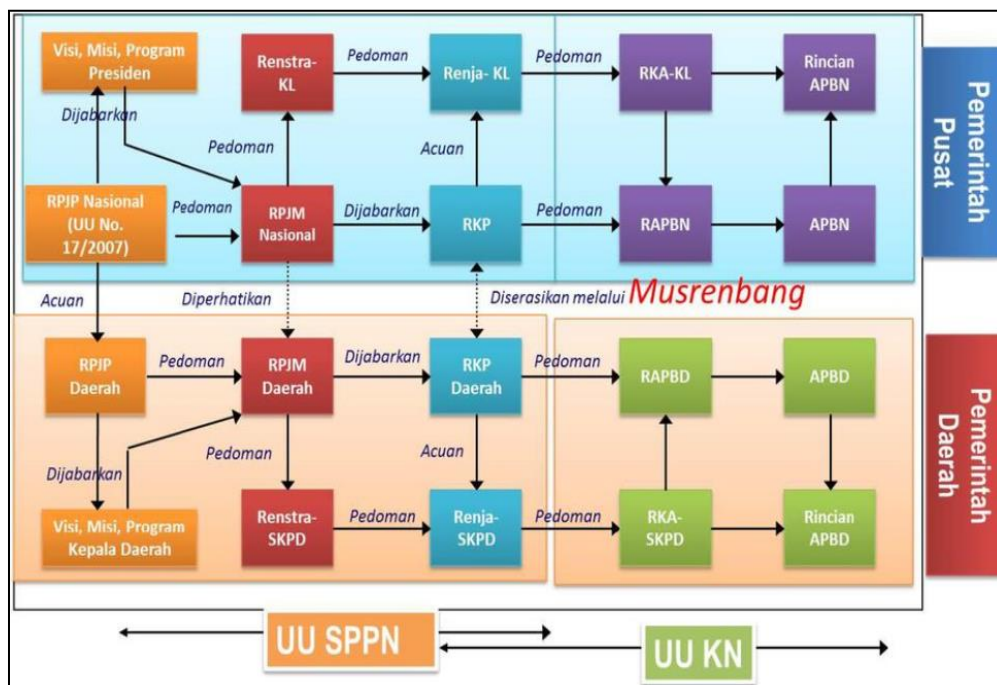 Visi, Misi, Program
Presiden
Renstra-
KL
Pedoman
Renja- KL
Pedoman
RKA-KL
Rincian
APBN
Dijabarkan
Pedoman
Acuan
RPJP Nasional
(UU No.
17/2007)
Pedoman
RPJM
Nasional
Dijabarkan
RKP
Pedoman
RAPBN
APBN
Pemerintah
Pusat
Acuan
Diperhatikan
Diserasikan melalui Musrenbang
RPJP
Daerah
Pedoman
RPJM
Daerah
Dijabarkan
RKP
Daerah
Pedoman
RAPBD
APBD
Dijabarkan
Pedoman
Acuan
Visi, Misi, Program
Kepala Daerah
Renstra-
SKPD
Pedoman
Renja-
SKPD
Pedoman
RKA-
SKPD
Rincian
APBD
Pemerintah
Daerah
UU SPPN
UU KN